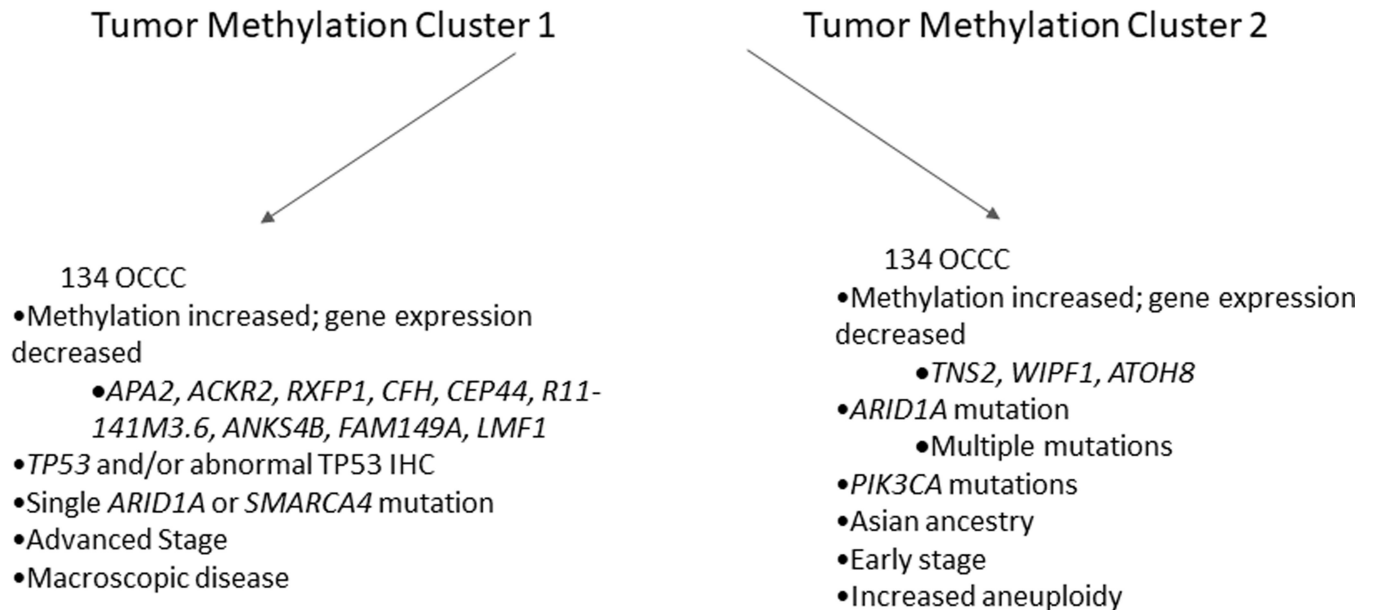 Tumor Methylation Cluster 1
134 OCCC
•Methylation increased; gene expression
decreased
•APA2, ACKR2, RXFP1, CFH, CEP44, R11-
141M3.6, ANKS4B, FAM149A, LMF1
•TP53 and/or abnormal TP53 IHC
•Single ARID1A or SMARCA4 mutation
•Advanced Stage
•Macroscopic disease
Tumor Methylation Cluster 2
134 OCCC
•Methylation increased; gene expression
decreased
•TNS2, WIPF1, ATOH8
•ARID1A mutation
•Multiple mutations
•PIK3CA mutations
•Asian ancestry
•Early stage
•Increased aneuploidy